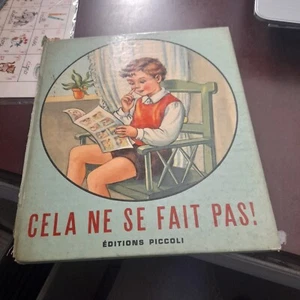 CELA NE SE FAIT PAS!
ÉDITIONS PICCOLI